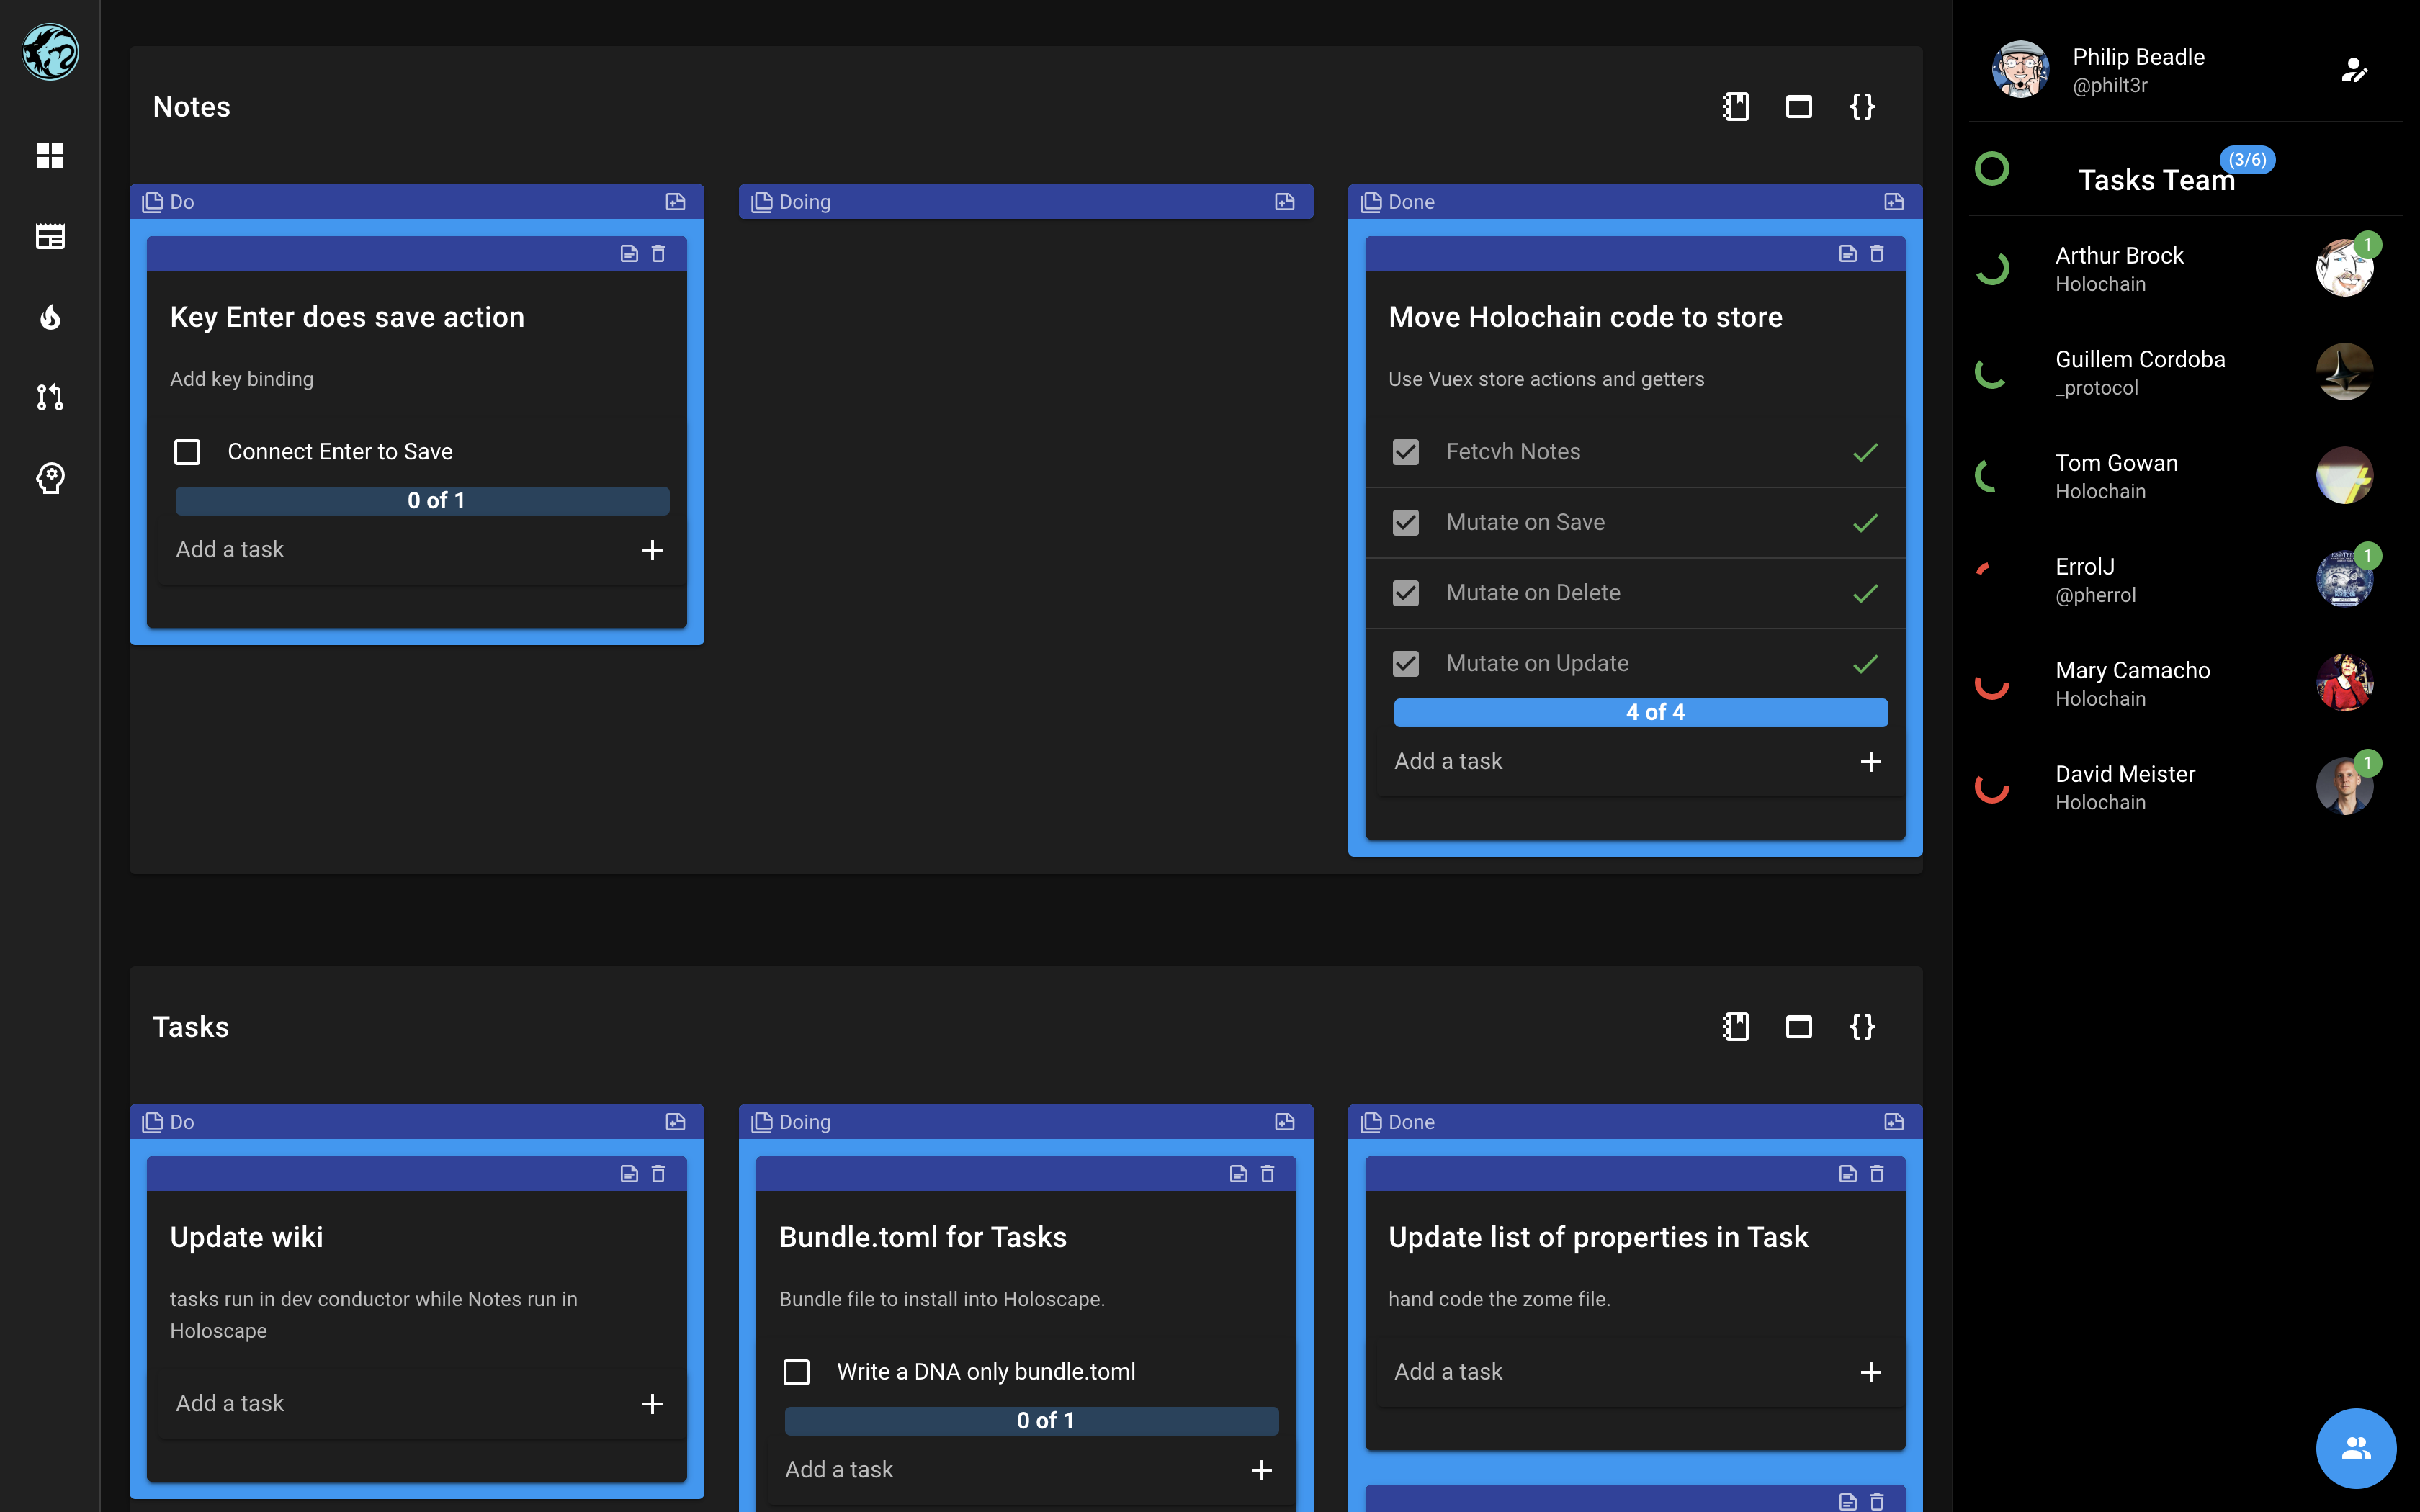 Notes
Do
Key Enter does save action
Add key binding
Connect Enter to Save
0 of 1
Add a task
Doing
Done
Move Holochain code to store
Use Vuex store actions and getters
Fetcvh Notes
Mutate on Save
Mutate on Delete
Mutate on Update
4 of 4
Add a task
Tasks
Do
Update wiki
tasks run in dev conductor while Notes run in
Holoscape
Add a task
Doing
Bundle.toml for Tasks
Bundle file to install into Holoscape.
Write a DNA only bundle.toml
0 of 1
Add a task
Done
Update list of properties in Task
hand code the zome file.
Add a task
Philip Beadle
@philt3r
Tasks Team
(3/6)
Arthur Brock
Holochain
1
Guillem Cordoba
_protocol
Tom Gowan
Holochain
ErrolJ
@pherrol
1
Mary Camacho
Holochain
David Meister
Holochain
1